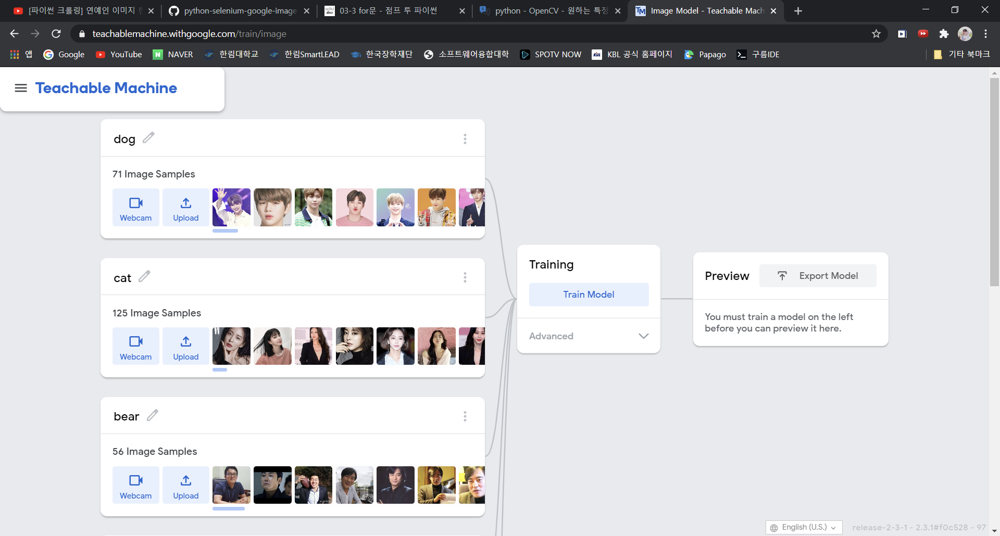 [파이썬 크롤링] 연예인 이미지
python-selenium-google-image
03-3 for문 - 점프 투 파이썬
python - OpenCV - 원하는 특정
Image Model - Teachable Mach
teachablemachine.withgoogle.com/train/image
앱 Google YouTube NAVER 한림대학교 한림SmartLEAD 한국장학재단 소프트웨어융합대학 SPOTV NOW KBL 공식 홈페이지 Papago 구름IDE 기타 북마크
Teachable Machine
dog
71 Image Samples
Webcam Upload
cat
125 Image Samples
Webcam Upload
bear
56 Image Samples
Webcam Upload
Training
Train Model
Advanced
Preview
Export Model
You must train a model on the left
before you can preview it here.
English (U.S.)
release-2-3-1 - 2.3.1#f0c528 - 97